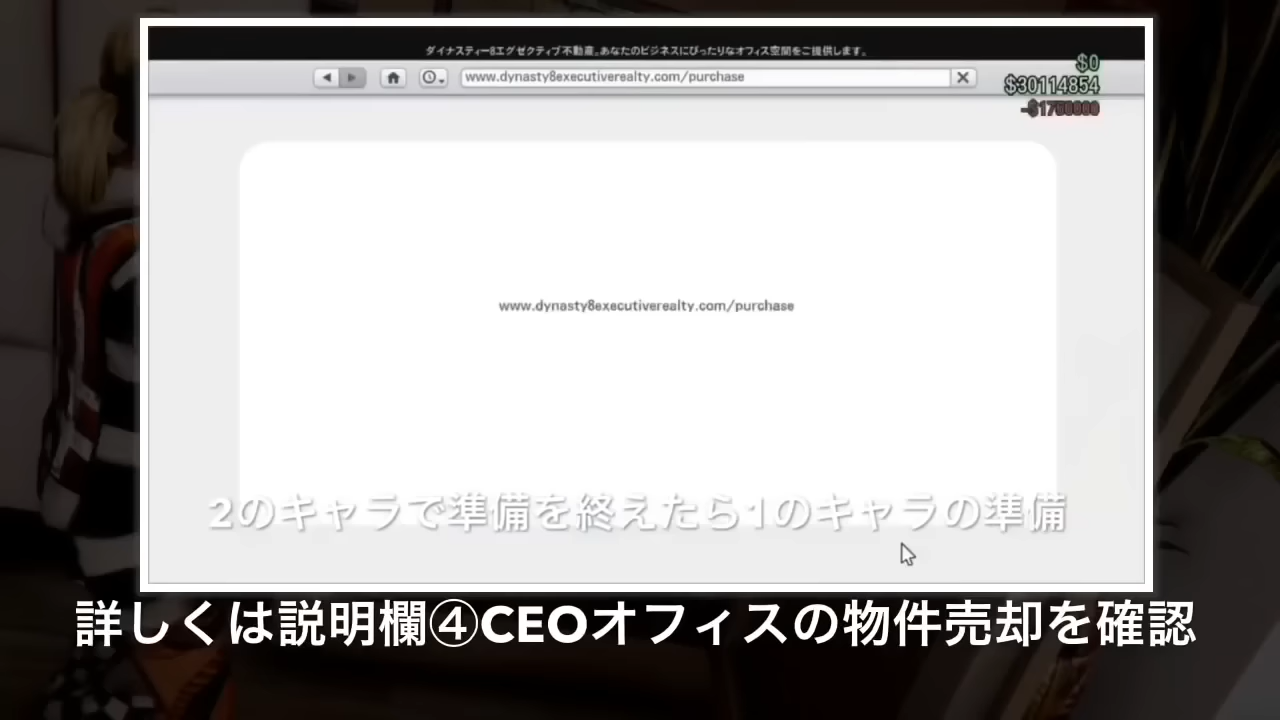 ダイナスティー8エグゼクティブ不動産。あなたのビジネスにぴったりなオフィス空間をご提供します。
www.dynasty8executiverealty.com/purchase
$0
$30114854
www.dynasty8executiverealty.com/purchase
2のキャラで準備を終えたら1のキャラの準備
詳しくは説明欄④CEOオフィスの物件売却を確認